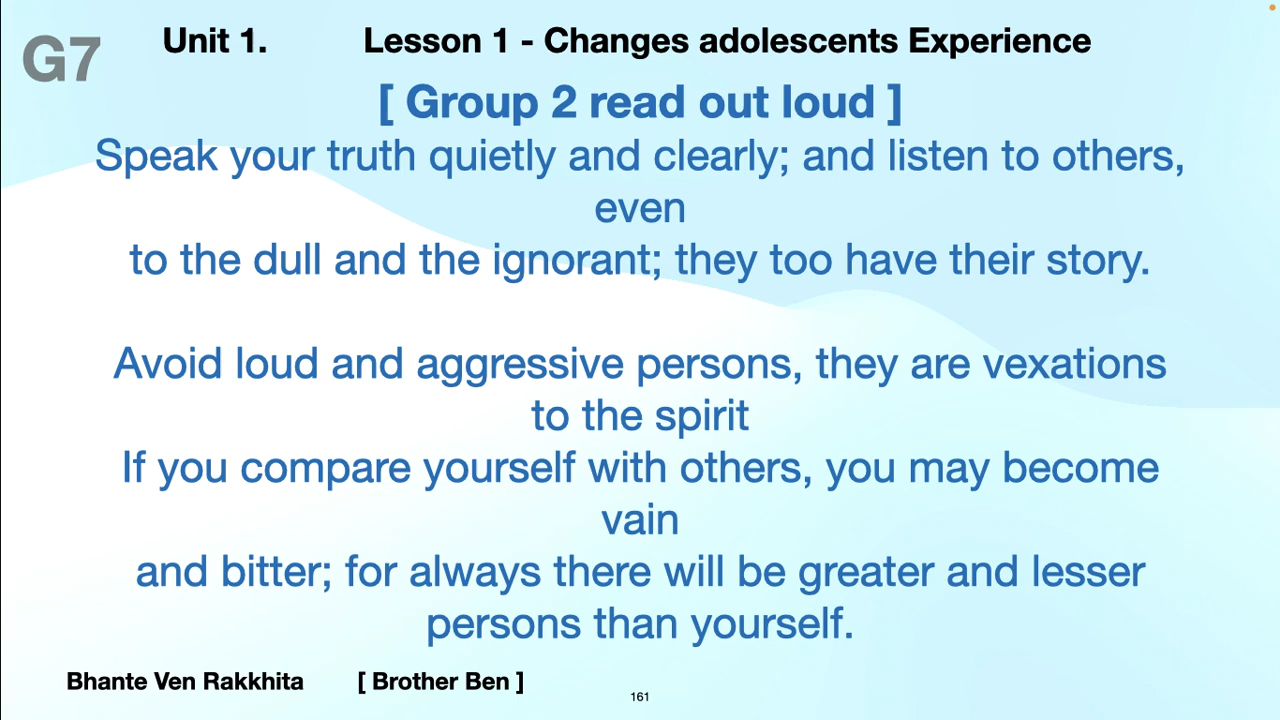 G7
Unit 1. Lesson 1 - Changes adolescents Experience
[ Group 2 read out loud ]
Speak your truth quietly and clearly; and listen to others,
even
to the dull and the ignorant; they too have their story.
Avoid loud and aggressive persons, they are vexations
to the spirit
If you compare yourself with others, you may become
vain
and bitter; for always there will be greater and lesser
persons than yourself.
Bhante Ven Rakkhita [ Brother Ben ]
161